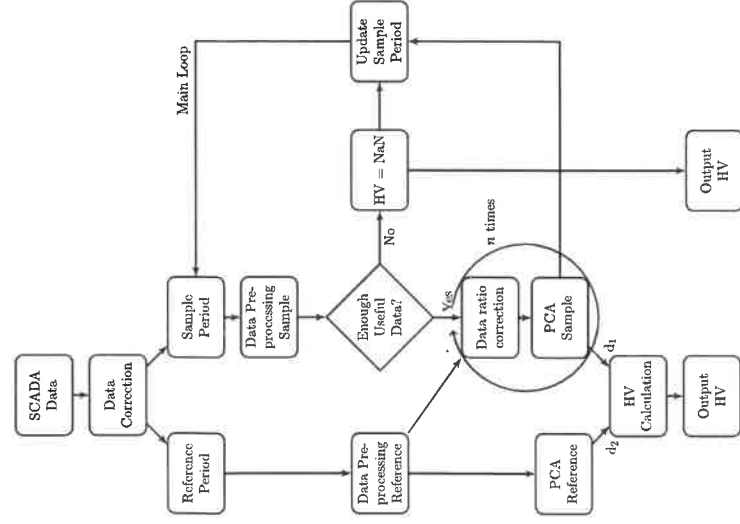 SCADA
Data
Data
Correction
Reference
Period
Sample
Period
Main Loop
Data Pre-
processing
Sample
Enough
Useful
Data?
No
HV = NaN
Update
Sample
Period
Yes
n times
Data Pre-
processing
Reference
Data ratio
correction
PCA
Sample
PCA
Reference
d₂
d₁
HV
Calculation
Output
HV
Output
HV